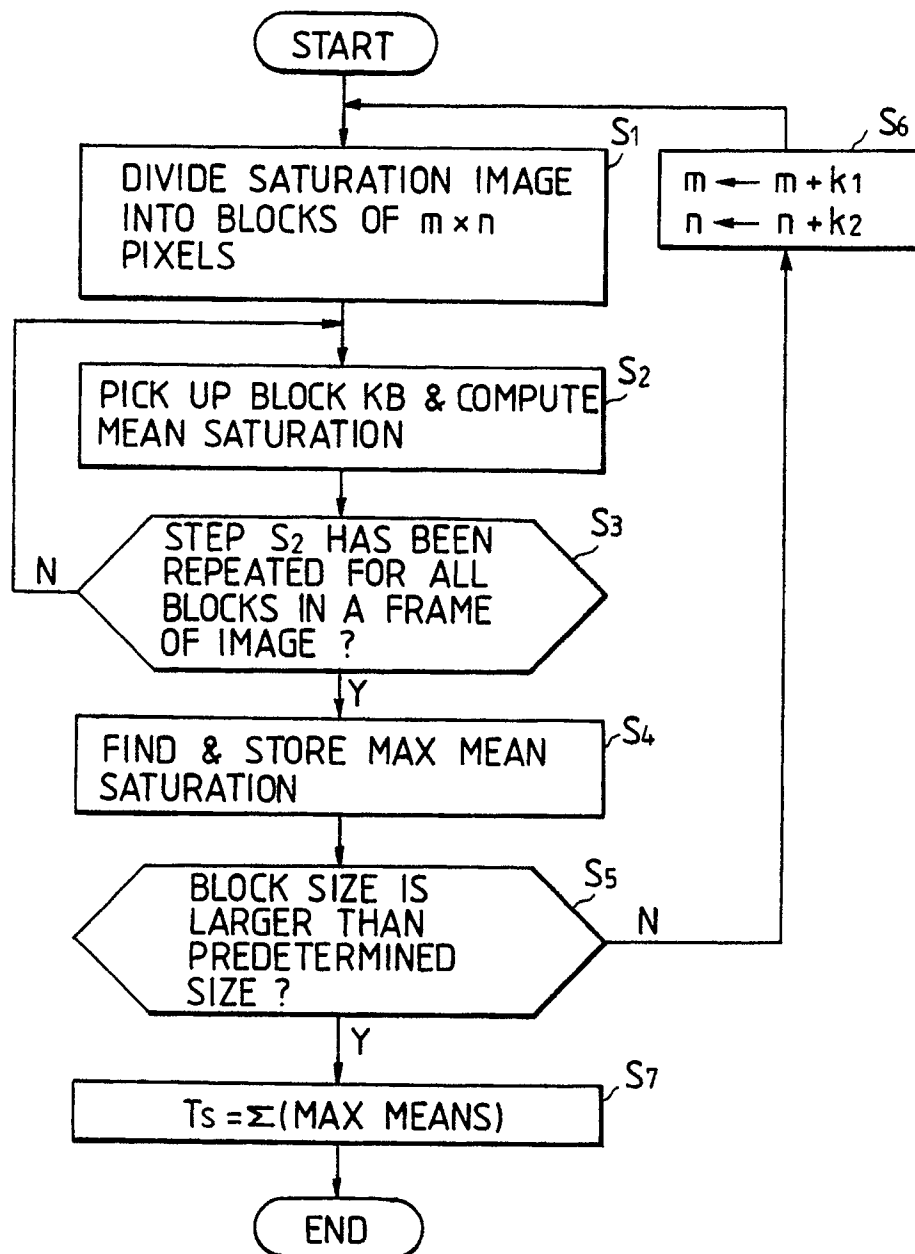 START
S1
DIVIDE SATURATION IMAGE
INTO BLOCKS OF m×n
PIXELS
S6
m ← m+k1
n ← n+k2
S2
PICK UP BLOCK KB & COMPUTE
MEAN SATURATION
S3
STEP S2 HAS BEEN
REPEATED FOR ALL
BLOCKS IN A FRAME
OF IMAGE ?
N
Y
S4
FIND & STORE MAX MEAN
SATURATION
S5
BLOCK SIZE IS
LARGER THAN
PREDETERMINED
SIZE ?
N
Y
S7
Ts=Σ(MAX MEANS)
END